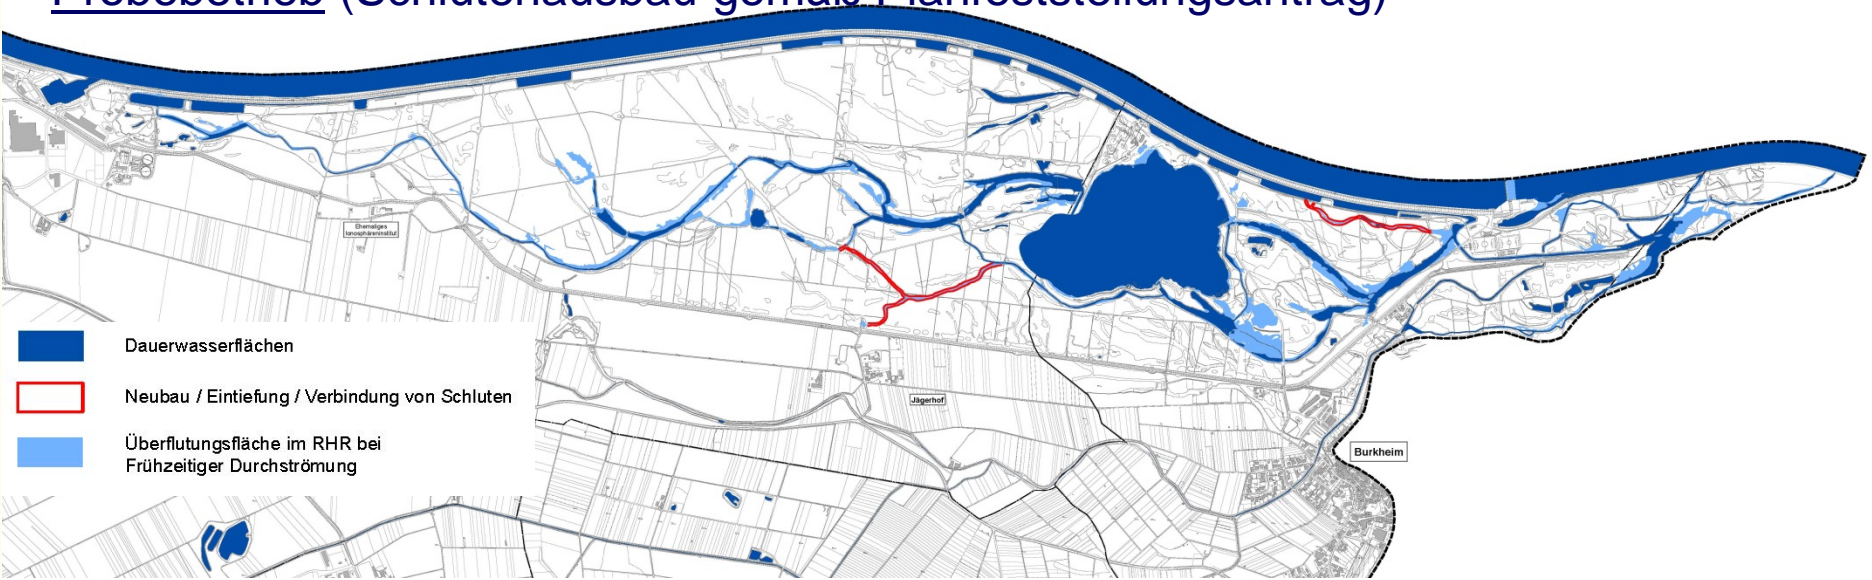 Probebetrieb (Schlutenausbau gemäß Planfeststellungsantrag)
Ehemaliges
Ionosphäreninstitut
Dauerwasserflächen
Neubau / Eintiefung / Verbindung von Schluten
Überflutungsfläche im RHR bei
Frühzeitiger Durchströmung
Jägerhof
Burkheim